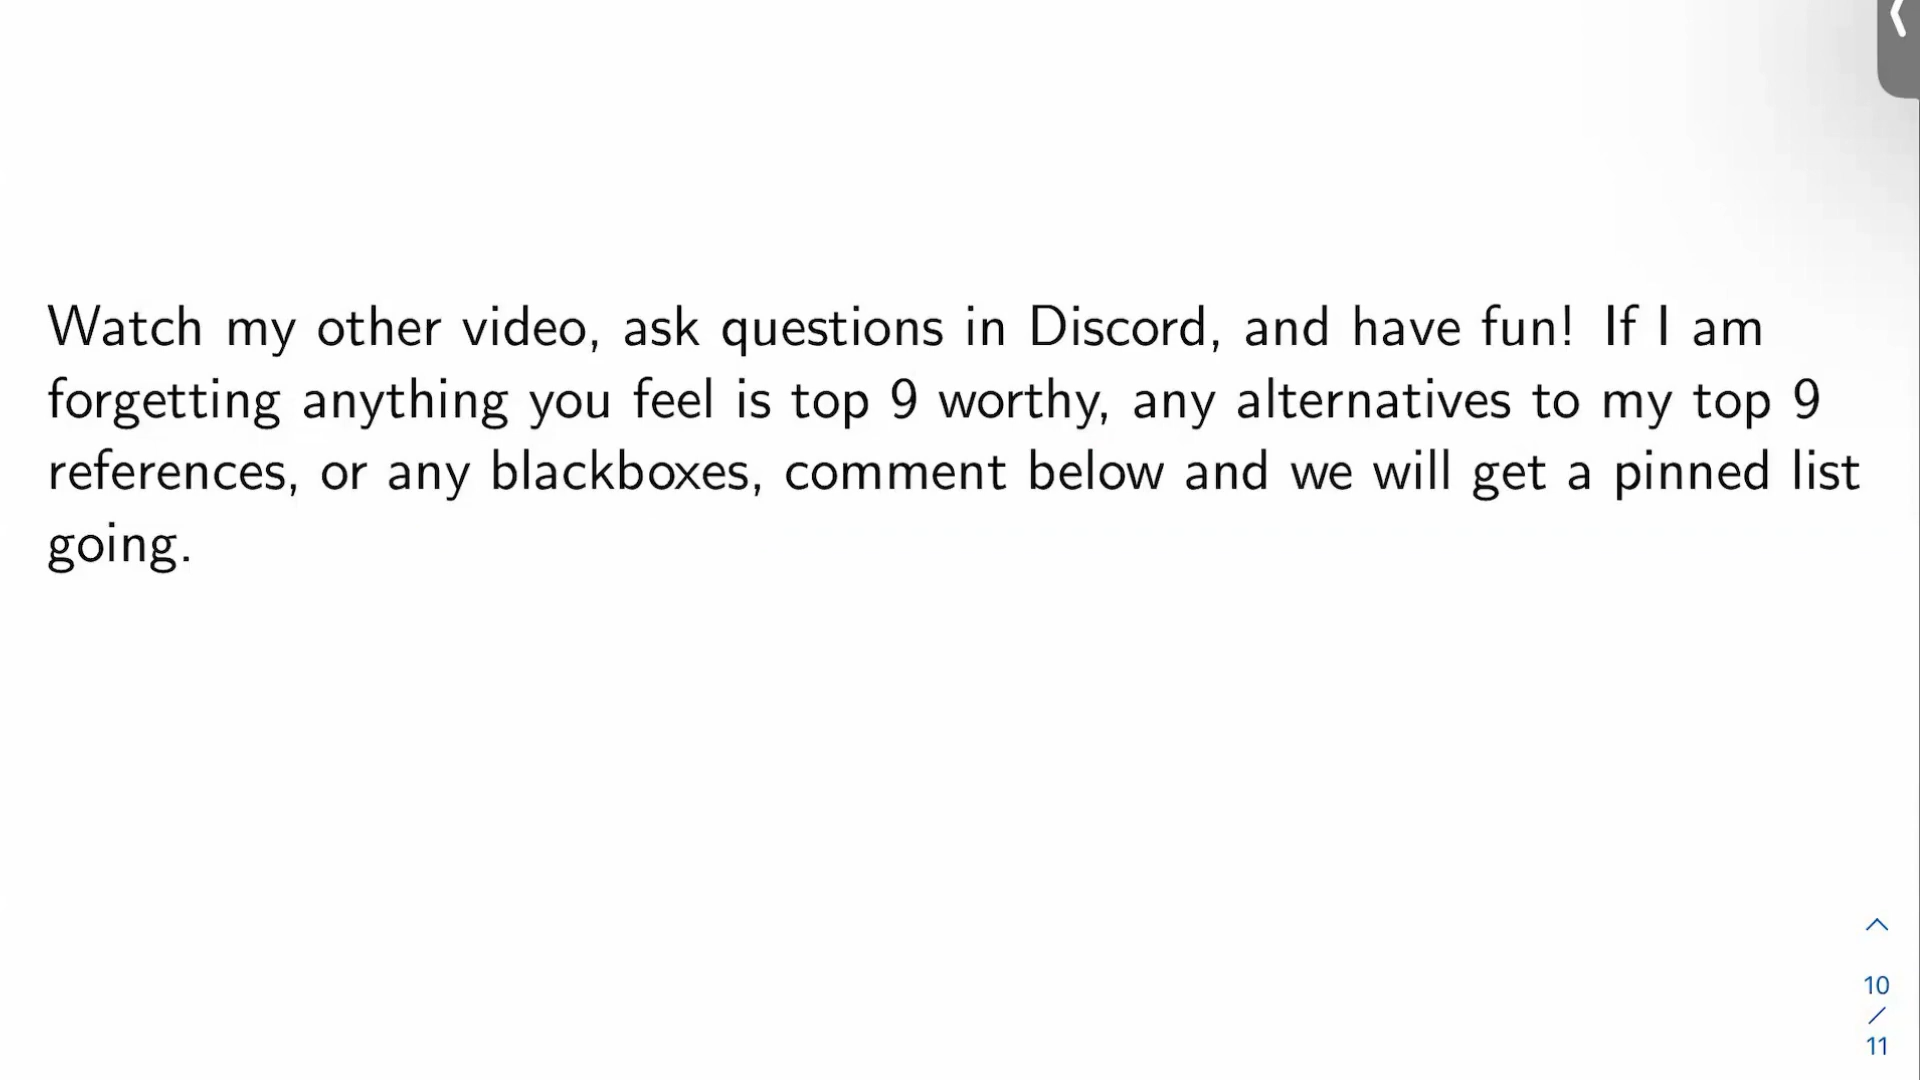 Watch my other video, ask questions in Discord, and have fun! If I am
forgetting anything you feel is top 9 worthy, any alternatives to my top 9
references, or any blackboxes, comment below and we will get a pinned list
going.
10
/
11